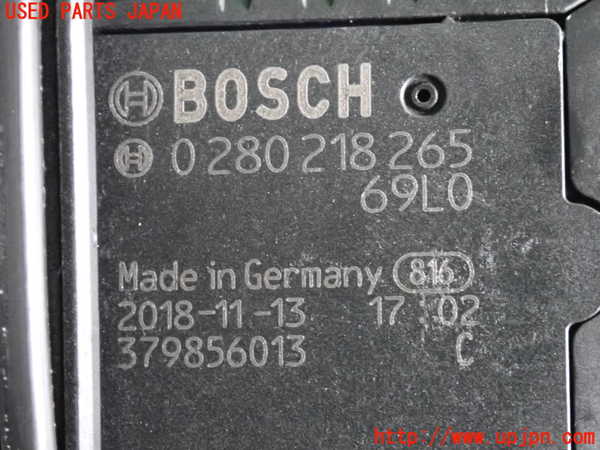 USED PARTS JAPAN
BOSCH
0 280 218 265
69L0
Made in Germany 816
2018-11-13 17:02
379856013 C
http://www.upjpn.com